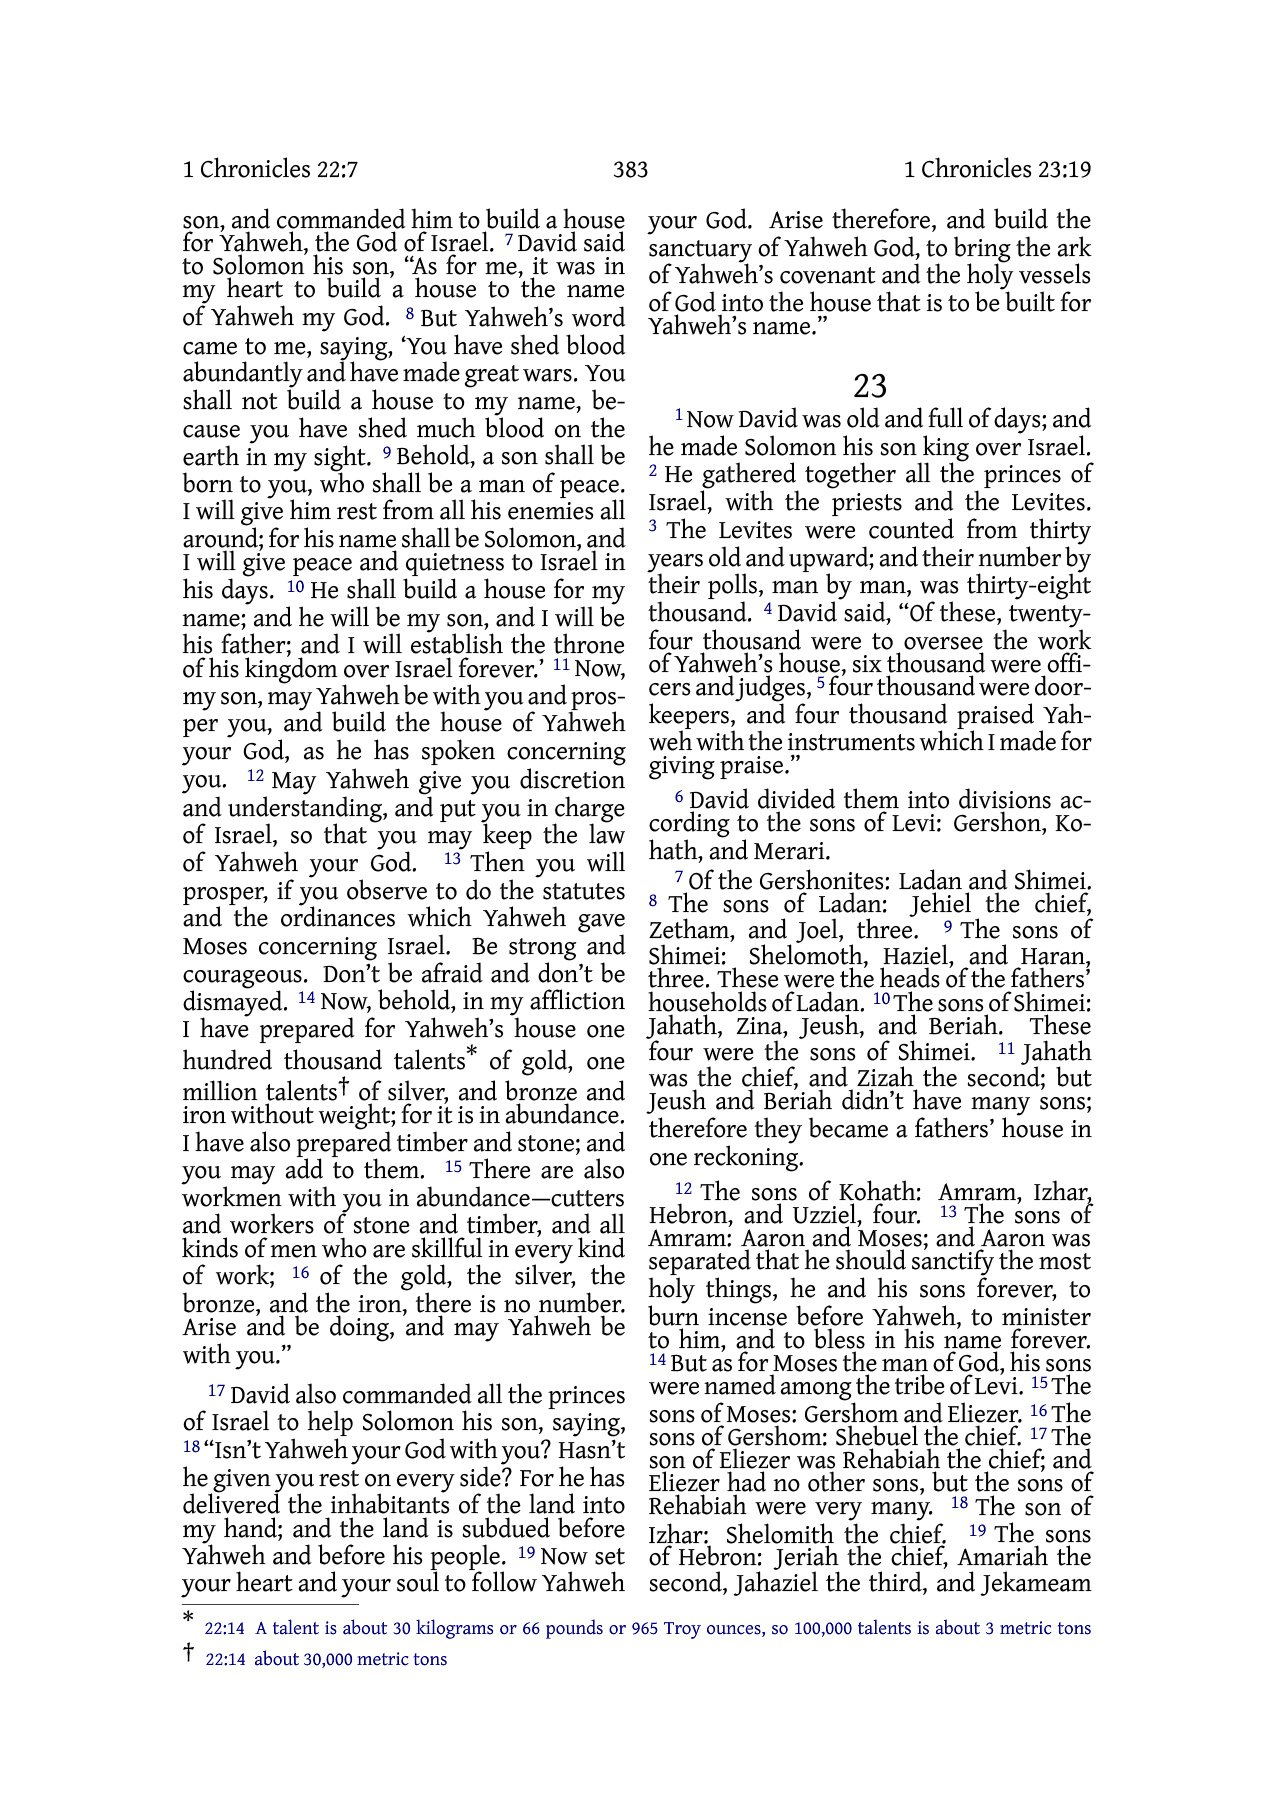 1 Chronicles 22:7 383 1 Chronicles 23:19
son, and commanded him to build a house
for Yahweh, the God of Israel. 7 David said
to Solomon his son, “As for me, it was in
my heart to build a house to the name
of Yahweh my God. 8 But Yahweh’s word
came to me, saying, ‘You have shed blood
abundantly and have made great wars. You
shall not build a house to my name, be-
cause you have shed much blood on the
earth in my sight. 9 Behold, a son shall be
born to you, who shall be a man of peace.
I will give him rest from all his enemies all
around; for his name shall be Solomon, and
I will give peace and quietness to Israel in
his days. 10 He shall build a house for my
name; and he will be my son, and I will be
his father; and I will establish the throne
of his kingdom over Israel forever.’ 11 Now,
my son, may Yahweh be with you and pros-
per you, and build the house of Yahweh
your God, as he has spoken concerning
you. 12 May Yahweh give you discretion
and understanding, and put you in charge
of Israel, so that you may keep the law
of Yahweh your God. 13 Then you will
prosper, if you observe to do the statutes
and the ordinances which Yahweh gave
Moses concerning Israel. Be strong and
courageous. Don’t be afraid and don’t be
dismayed. 14 Now, behold, in my affliction
I have prepared for Yahweh’s house one
hundred thousand talents* of gold, one
million talents† of silver, and bronze and
iron without weight; for it is in abundance.
I have also prepared timber and stone; and
you may add to them. 15 There are also
workmen with you in abundance—cutters
and workers of stone and timber, and all
kinds of men who are skillful in every kind
of work; 16 of the gold, the silver, the
bronze, and the iron, there is no number.
Arise and be doing, and may Yahweh be
with you.”
17 David also commanded all the princes
of Israel to help Solomon his son, saying,
18 “Isn’t Yahweh your God with you? Hasn’t
he given you rest on every side? For he has
delivered the inhabitants of the land into
my hand; and the land is subdued before
Yahweh and before his people. 19 Now set
your heart and your soul to follow Yahweh
your God. Arise therefore, and build the
sanctuary of Yahweh God, to bring the ark
of Yahweh’s covenant and the holy vessels
of God into the house that is to be built for
Yahweh’s name.”
23
1 Now David was old and full of days; and
he made Solomon his son king over Israel.
2 He gathered together all the princes of
Israel, with the priests and the Levites.
3 The Levites were counted from thirty
years old and upward; and their number by
their polls, man by man, was thirty-eight
thousand. 4 David said, “Of these, twenty-
four thousand were to oversee the work
of Yahweh’s house, six thousand were offi-
cers and judges, 5 four thousand were door-
keepers, and four thousand praised Yah-
weh with the instruments which I made for
giving praise.”
6 David divided them into divisions ac-
cording to the sons of Levi: Gershon, Ko-
hath, and Merari.
7 Of the Gershonites: Ladan and Shimei.
8 The sons of Ladan: Jehiel the chief,
Zetham, and Joel, three. 9 The sons of
Shimei: Shelomoth, Haziel, and Haran,
three. These were the heads of the fathers’
households of Ladan. 10 The sons of Shimei:
Jahath, Zina, Jeush, and Beriah. These
four were the sons of Shimei. 11 Jahath
was the chief, and Zizah the second; but
Jeush and Beriah didn’t have many sons;
therefore they became a fathers’ house in
one reckoning.
12 The sons of Kohath: Amram, Izhar,
Hebron, and Uzziel, four. 13 The sons of
Amram: Aaron and Moses; and Aaron was
separated that he should sanctify the most
holy things, he and his sons forever, to
burn incense before Yahweh, to minister
to him, and to bless in his name forever.
14 But as for Moses the man of God, his sons
were named among the tribe of Levi. 15 The
sons of Moses: Gershom and Eliezer. 16 The
sons of Gershom: Shebuel the chief. 17 The
son of Eliezer was Rehabiah the chief; and
Eliezer had no other sons, but the sons of
Rehabiah were very many. 18 The son of
Izhar: Shelomith the chief. 19 The sons
of Hebron: Jeriah the chief, Amariah the
second, Jahaziel the third, and Jekameam
* 22:14 A talent is about 30 kilograms or 66 pounds or 965 Troy ounces, so 100,000 talents is about 3 metric tons
† 22:14 about 30,000 metric tons